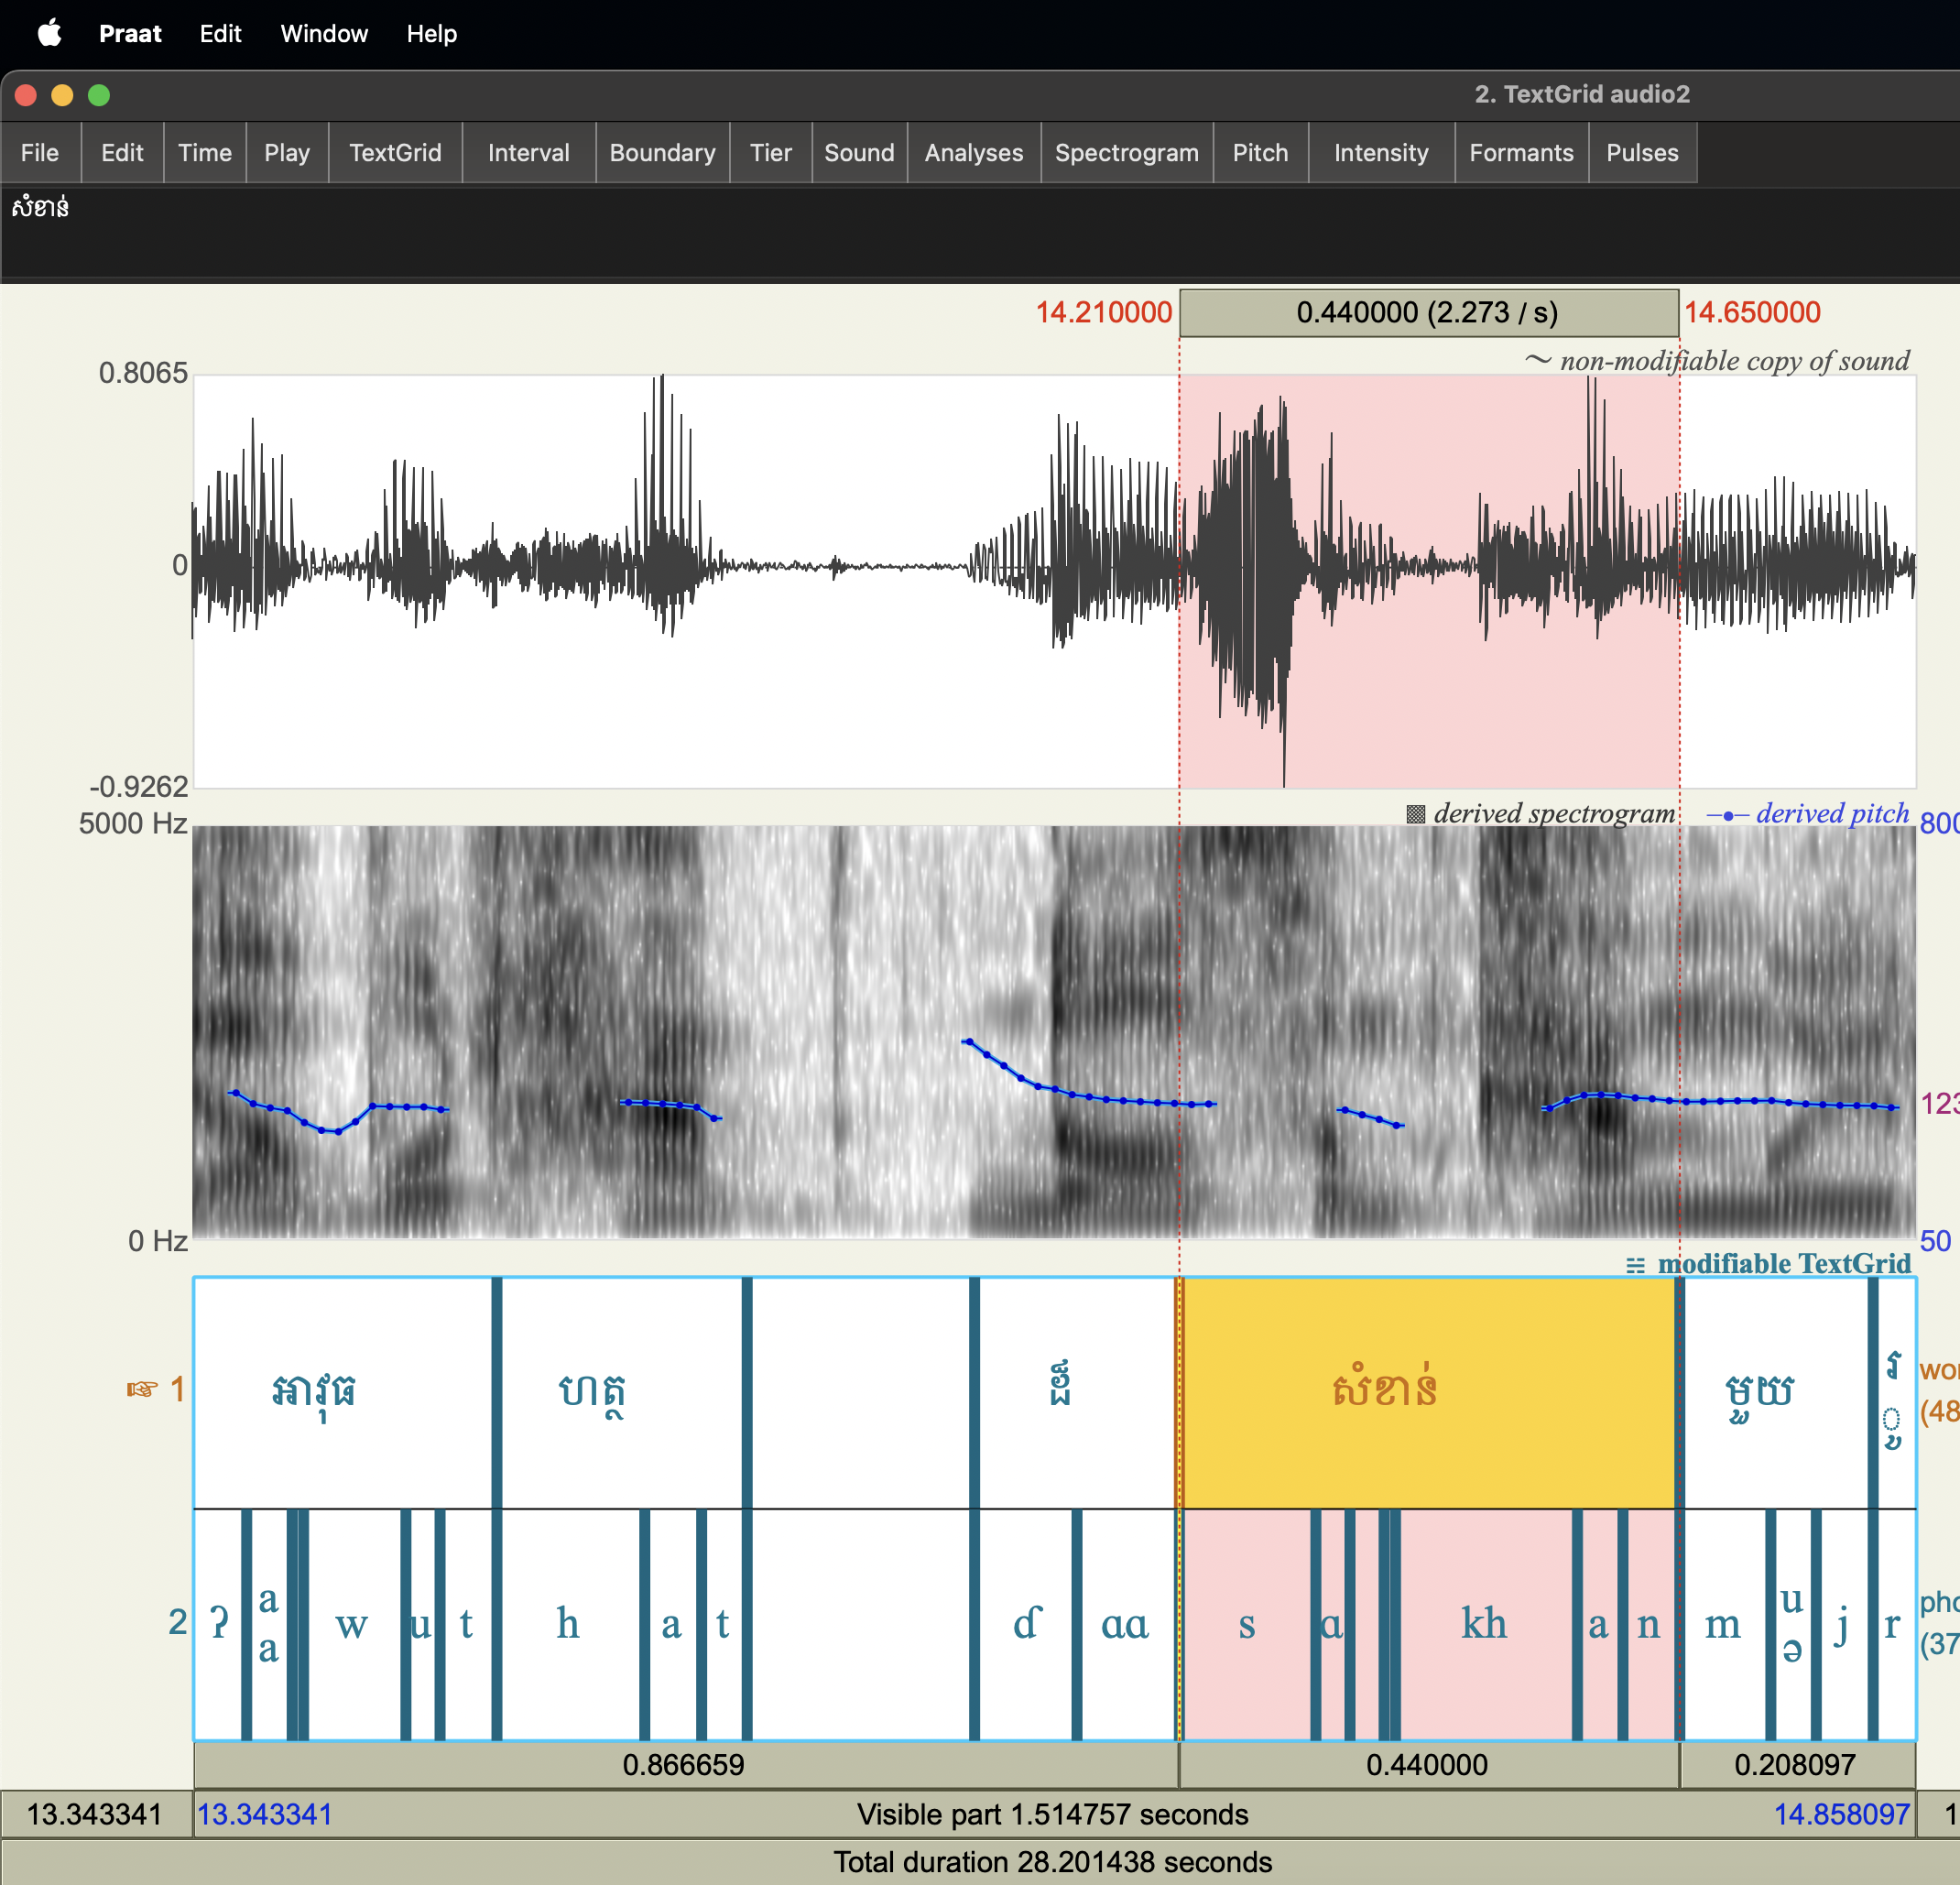 Praat Edit Window Help
2. TextGrid audio2
File Edit Time Play TextGrid Interval Boundary Tier Sound Analyses Spectrogram Pitch Intensity Formants Pulses
សំខាន់
14.210000 0.440000 (2.273 / s) 14.650000
~ non-modifiable copy of sound
0.8065
0
-0.9262
derived spectrogram derived pitch
5000 Hz 800
123
0 Hz 50
modifiable TextGrid
1 អាវុធ ហត្ថ ដ៏ សំខាន់ មួយ រូ
(48
2 ʔ aa w u t h a t ɗ ɑɑ s ɑ kh a n m uə j r
(37
0.866659 0.440000 0.208097
13.343341 13.343341 Visible part 1.514757 seconds 14.858097 1
Total duration 28.201438 seconds